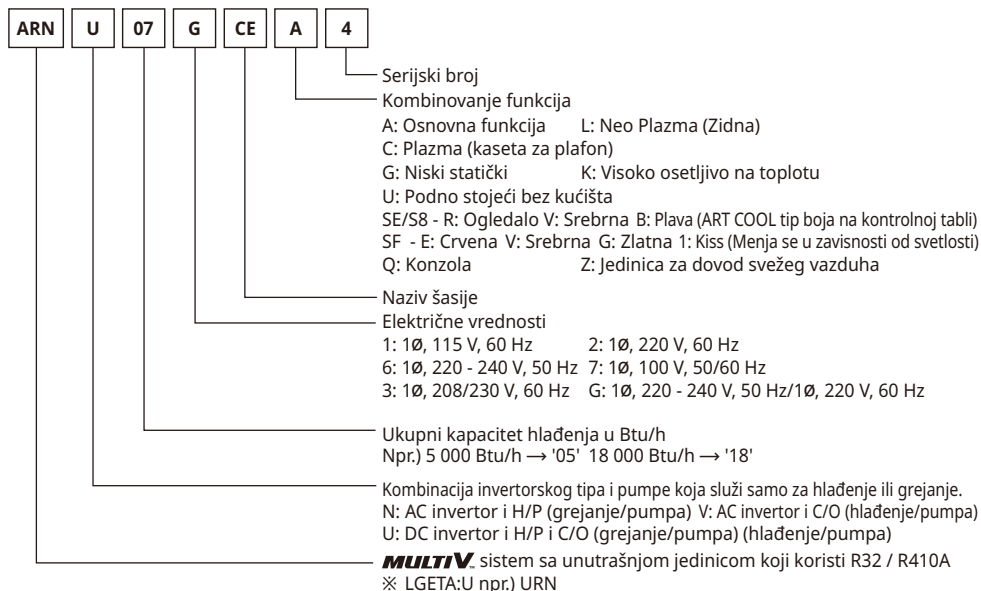 ARN U 07 G CE A 4
Serijski broj
Kombinovanje funkcija
A: Osnovna funkcija L: Neo Plazma (Zidna)
C: Plazma (kaseta za plafon)
G: Niski statički K: Visoko osetljivo na toplotu
U: Podno stojeći bez kućišta
SE/S8 - R: Ogledalo V: Srebrna B: Plava (ART COOL tip boja na kontrolnoj tabli)
SF - E: Crvena V: Srebrna G: Zlatna 1: Kiss (Menja se u zavisnosti od svetlosti)
Q: Konzola Z: Jedinica za dovod svežeg vazduha
Naziv šasije
Električne vrednosti
1: 1Ø, 115 V, 60 Hz 2: 1Ø, 220 V, 60 Hz
6: 1Ø, 220 - 240 V, 50 Hz 7: 1Ø, 100 V, 50/60 Hz
3: 1Ø, 208/230 V, 60 Hz G: 1Ø, 220 - 240 V, 50 Hz/1Ø, 220 V, 60 Hz
Ukupni kapacitet hlađenja u Btu/h
Npr.) 5 000 Btu/h → '05' 18 000 Btu/h → '18'
Kombinacija invertorskog tipa i pumpe koja služi samo za hlađenje ili grejanje.
N: AC invertor i H/P (grejanje/pumpa) V: AC invertor i C/O (hlađenje/pumpa)
U: DC invertor i H/P i C/O (grejanje/pumpa) (hlađenje/pumpa)
MULTI V™ sistem sa unutrašnjom jedinicom koji koristi R32 / R410A
※ LGETA:U npr.) URN